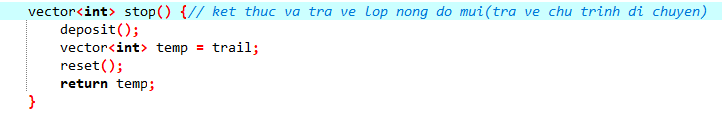 vector<int> stop() {// ket thuc va tra ve lop nong do mui(tra ve chu trinh di chuyen)
    deposit();
    vector<int> temp = trail;
    reset();
    return temp;
}